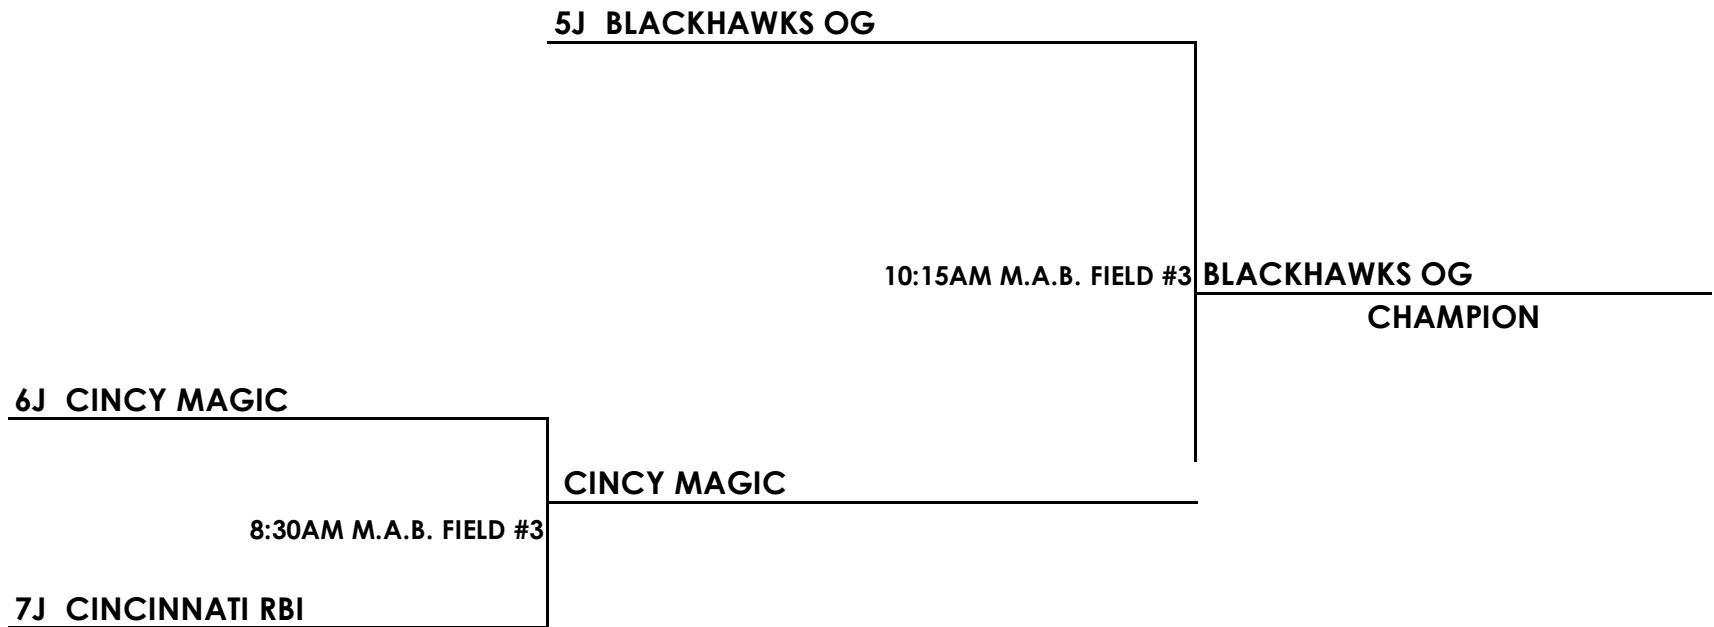 5J BLACKHAWKS OG
10:15AM M.A.B. FIELD #3 BLACKHAWKS OG
CHAMPION
6J CINCY MAGIC
CINCY MAGIC
8:30AM M.A.B. FIELD #3
7J CINCINNATI RBI